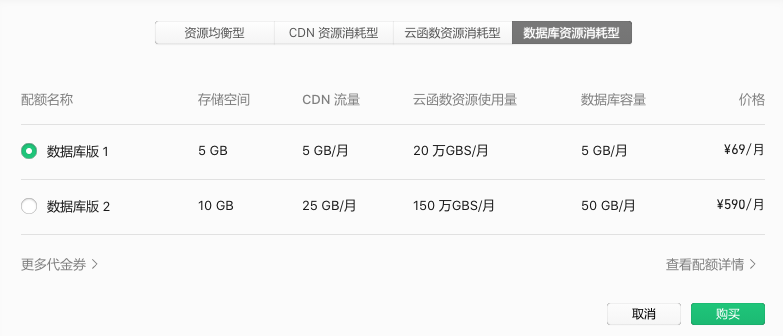 资源均衡型 CDN 资源消耗型 云函数资源消耗型 数据库资源消耗型
配额名称 存储空间 CDN 流量 云函数资源使用量 数据库容量 价格
数据库版 1 5 GB 5 GB/月 20 万GBS/月 5 GB/月 ¥69/月
数据库版 2 10 GB 25 GB/月 150 万GBS/月 50 GB/月 ¥590/月
更多代金券 查看配额详情
取消 购买